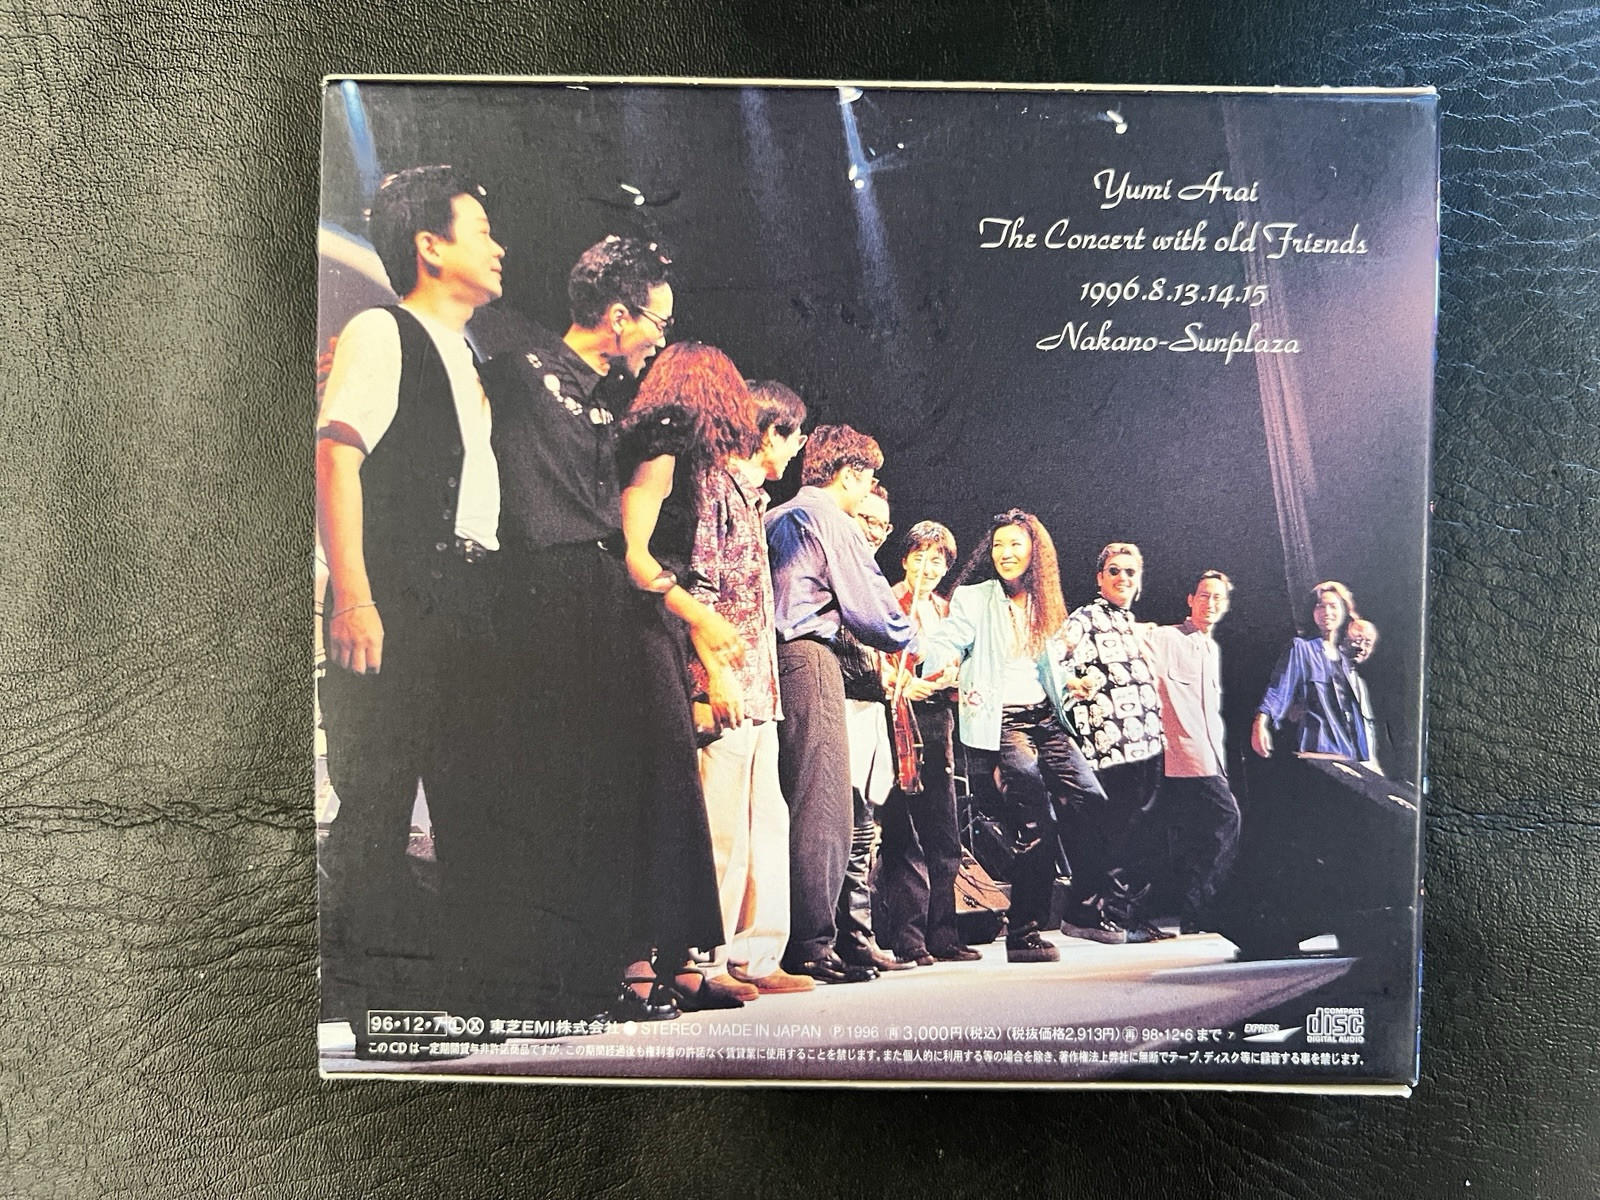 Yumi Arai
The Concert with old Friends
1996.8.13.14.15
Nakano-Sunplaza
96・12・7 Ⓛ Ⓧ 東芝EMI株式会社 ● STEREO MADE IN JAPAN Ⓟ1996 ㊢ 3,000円(税込) (税抜価格2,913円) ㊢ 98・12・6 まで
EXPRESS
COMPACT
disc
DIGITAL AUDIO
このCDは一定期間貸与非許諾商品ですが、この期間経過後も権利者の許諾なく賃貸業に使用することを禁じます。また個人的に利用する等の場合を除き、著作権法上弊社に無断でテープ、ディスク等に録音する事を禁じます。